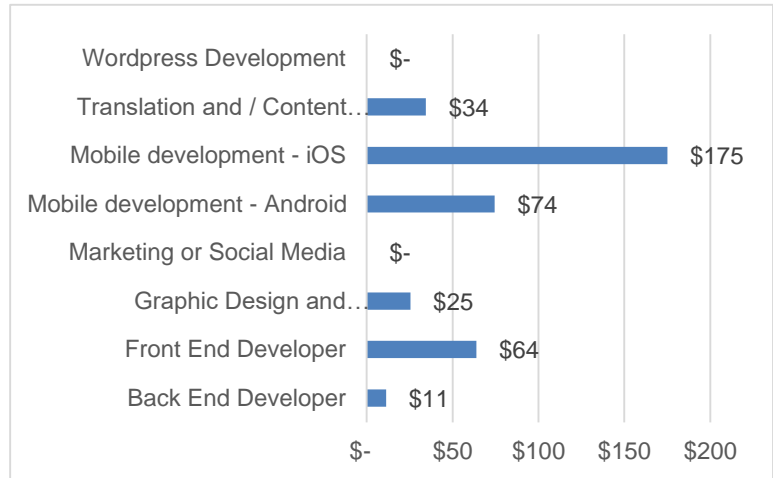 Wordpress Development $-
Translation and / Content… $34
Mobile development - iOS $175
Mobile development - Android $74
Marketing or Social Media $-
Graphic Design and… $25
Front End Developer $64
Back End Developer $11
$- $50 $100 $150 $200